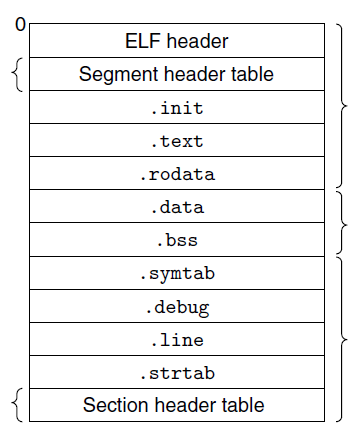 0
ELF header
Segment header table
.init
.text
.rodata
.data
.bss
.symtab
.debug
.line
.strtab
Section header table